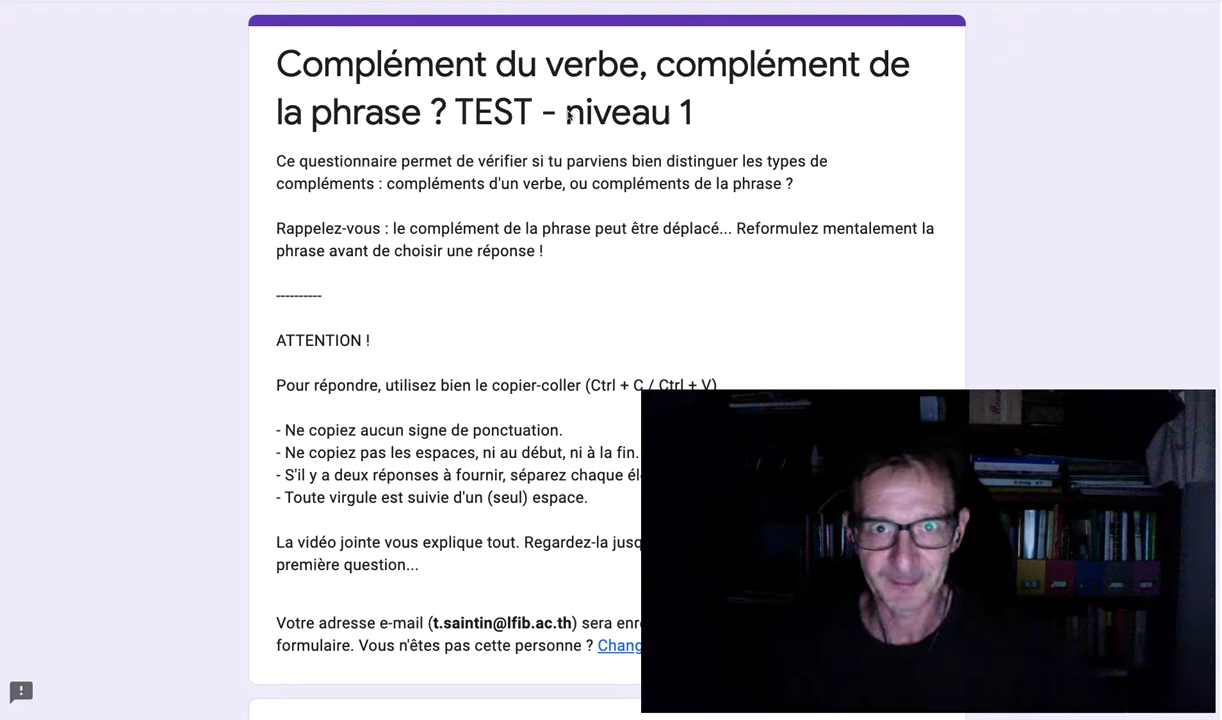 Complément du verbe, complément de
la phrase ? TEST - niveau 1
Ce questionnaire permet de vérifier si tu parviens bien distinguer les types de
compléments : compléments d'un verbe, ou compléments de la phrase ?
Rappelez-vous : le complément de la phrase peut être déplacé... Reformulez mentalement la
phrase avant de choisir une réponse !
----------
ATTENTION !
Pour répondre, utilisez bien le copier-coller (Ctrl + C / Ctrl + V)
- Ne copiez aucun signe de ponctuation.
- Ne copiez pas les espaces, ni au début, ni à la fin.
- S'il y a deux réponses à fournir, séparez chaque
- Toute virgule est suivie d'un (seul) espace.
La vidéo jointe vous explique tout. Regardez-la
première question...
Votre adresse e-mail (t.saintin@lfib.ac.th) sera
formulaire. Vous n'êtes pas cette personne ?